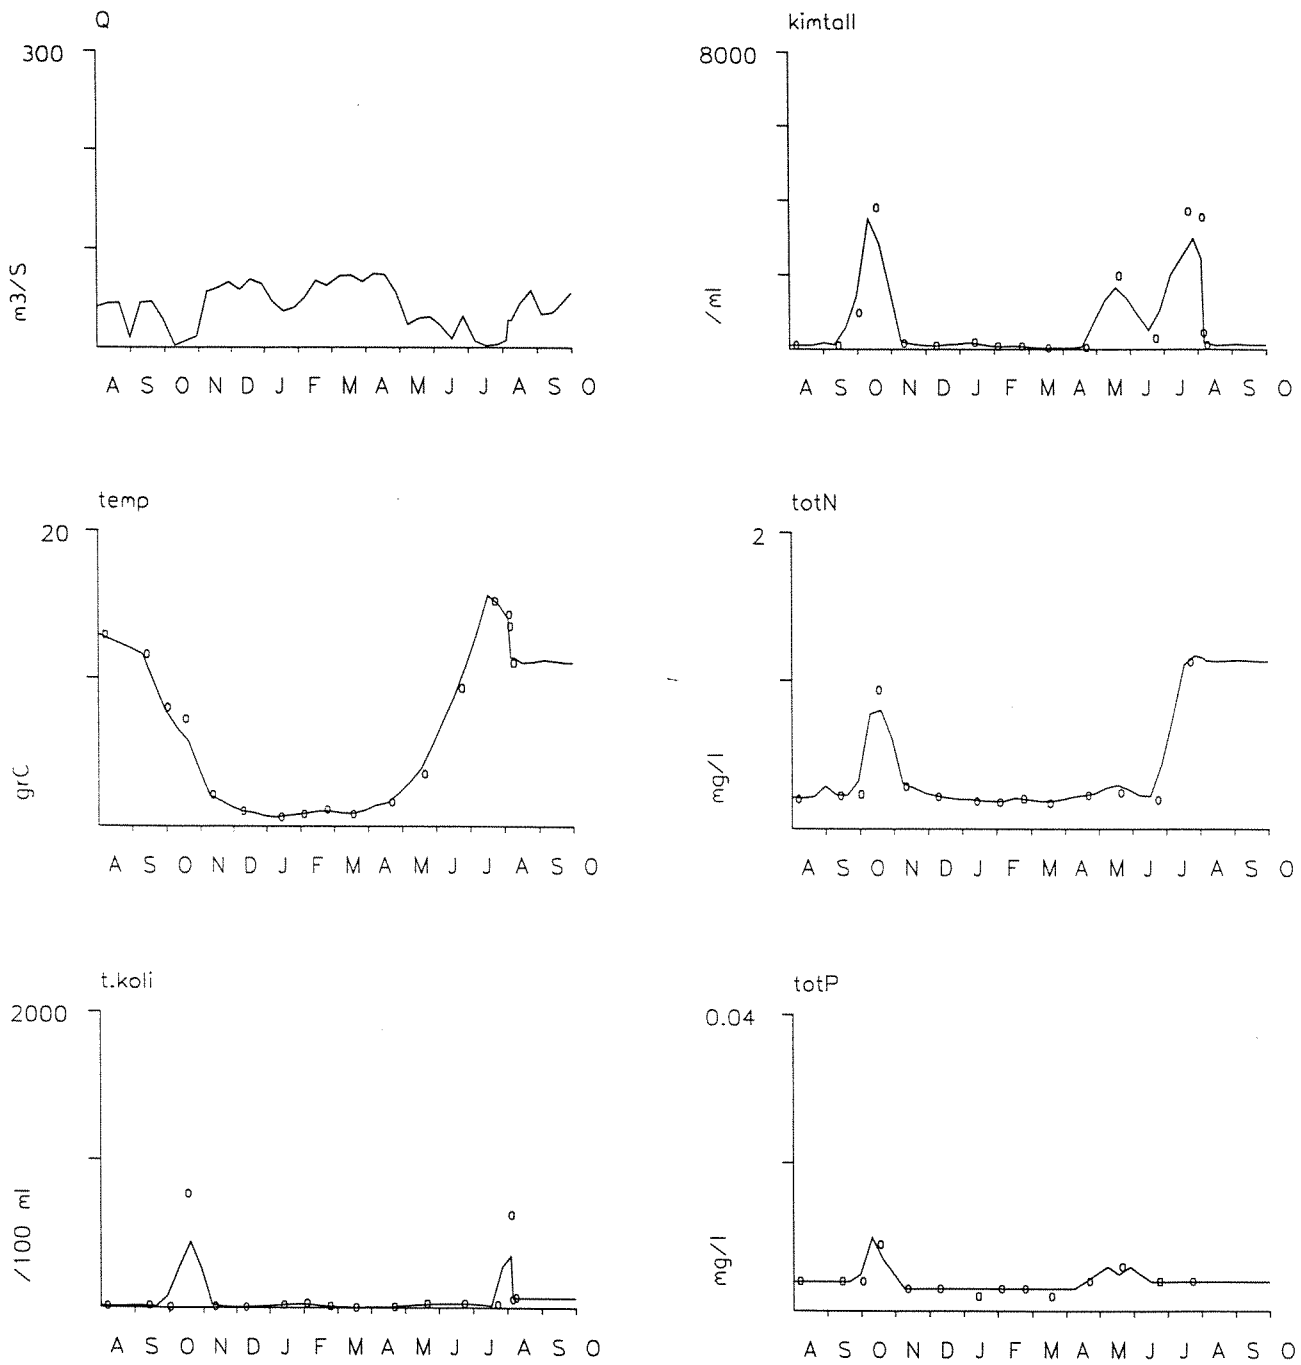 Q
300
m3/S
A S O N D J F M A M J J A S O
kimtall
8000
/ml
A S O N D J F M A M J J A S O
temp
20
grC
A S O N D J F M A M J J A S O
totN
2
mg/l
A S O N D J F M A M J J A S O
t.koli
2000
/100 ml
A S O N D J F M A M J J A S O
totP
0.04
mg/l
A S O N D J F M A M J J A S O